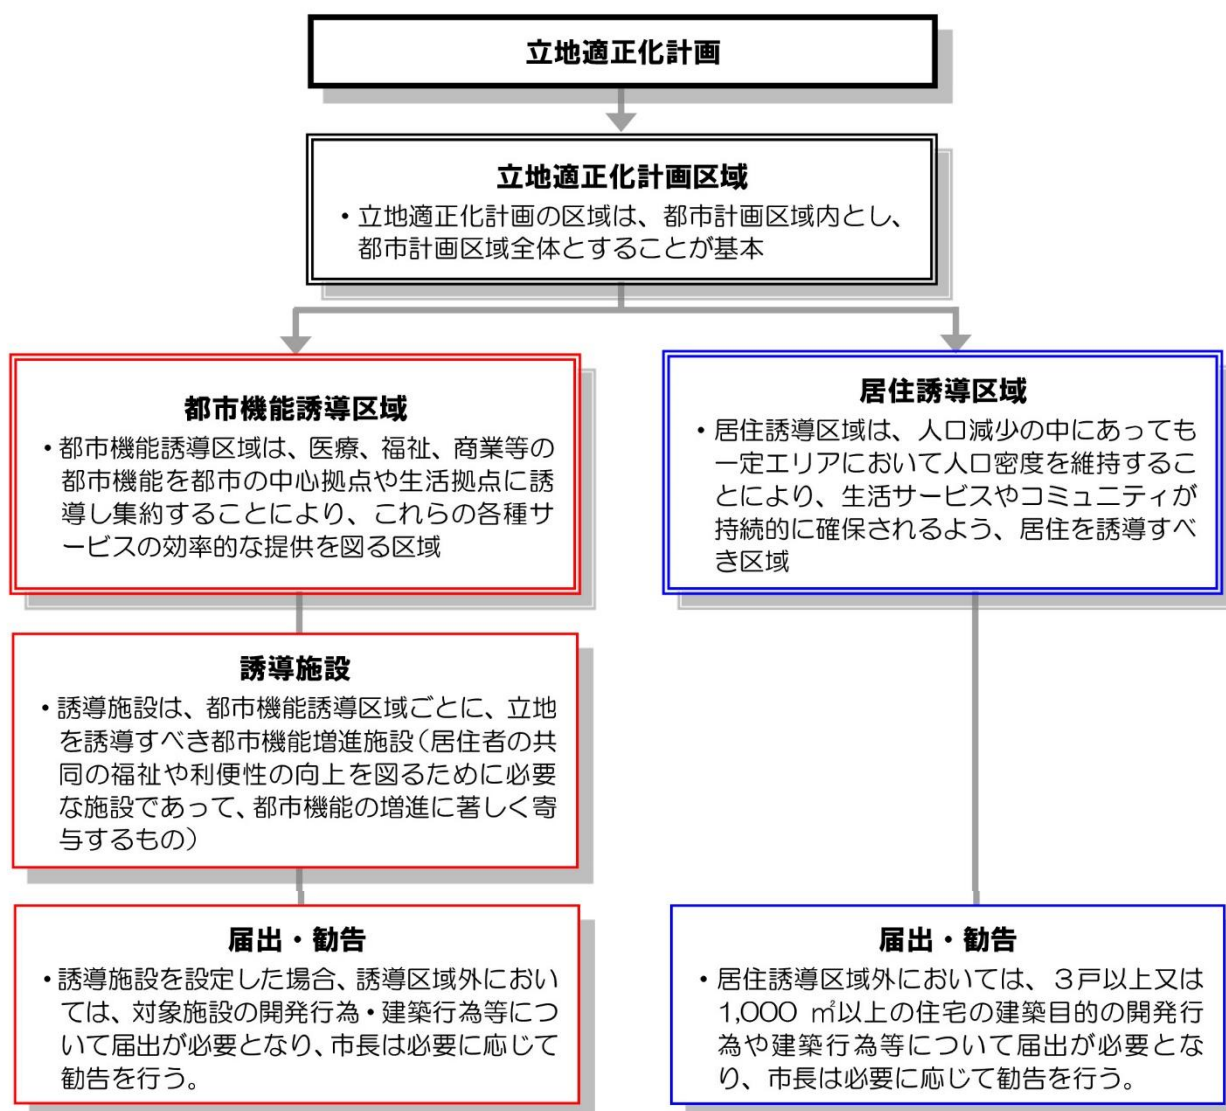 立地適正化計画
立地適正化計画区域
・立地適正化計画の区域は、都市計画区域内とし、
都市計画区域全体とすることが基本
都市機能誘導区域
・都市機能誘導区域は、医療、福祉、商業等の
都市機能を都市の中心拠点や生活拠点に誘
導し集約することにより、これらの各種サ
ービスの効率的な提供を図る区域
誘導施設
・誘導施設は、都市機能誘導区域ごとに、立地
を誘導すべき都市機能増進施設(居住者の共
同の福祉や利便性の向上を図るために必要
な施設であって、都市機能の増進に著しく寄
与するもの)
届出・勧告
・誘導施設を設定した場合、誘導区域外におい
ては、対象施設の開発行為・建築行為等につ
いて届出が必要となり、市長は必要に応じて
勧告を行う。
居住誘導区域
・居住誘導区域は、人口減少の中にあっても
一定エリアにおいて人口密度を維持するこ
とにより、生活サービスやコミュニティが
持続的に確保されるよう、居住を誘導すべ
き区域
届出・勧告
・居住誘導区域外においては、3戸以上又は
1,000 ㎡以上の住宅の建築目的の開発行
為や建築行為等について届出が必要とな
り、市長は必要に応じて勧告を行う。